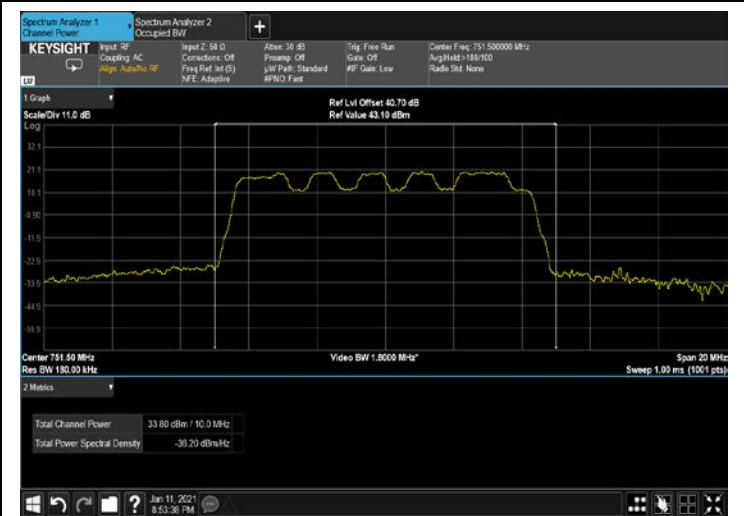 Spectrum Analyzer 1
Channel Power
Spectrum Analyzer 2
Occupied BW
+
KEYSIGHT
Input: RF
Coupling: AC
Align: Auto/No RF
Input Z: 50 Ω
Corrections: Off
Freq Ref: Int (S)
NFE: Adaptive
Atten: 30 dB
Preamp: Off
µW Path: Standard
#PNO: Fast
Trig: Free Run
Gate: Off
#IF Gain: Low
Center Freq: 751.500000 MHz
Avg|Hold:>100/100
Radio Std: None
1 Graph
Scale/Div 11.0 dB
Ref Lvl Offset 40.70 dB
Ref Value 43.10 dBm
Log
32.1
21.1
10.1
-0.90
-11.9
-22.9
-33.9
-44.9
-55.9
Center 751.50 MHz
Res BW 180.00 kHz
Video BW 1.8000 MHz*
Span 20 MHz
Sweep 1.00 ms (1001 pts)
2 Metrics
Total Channel Power 33.80 dBm / 10.0 MHz
Total Power Spectral Density -36.20 dBm/Hz
?
Jan 11, 2021
8:53:38 PM